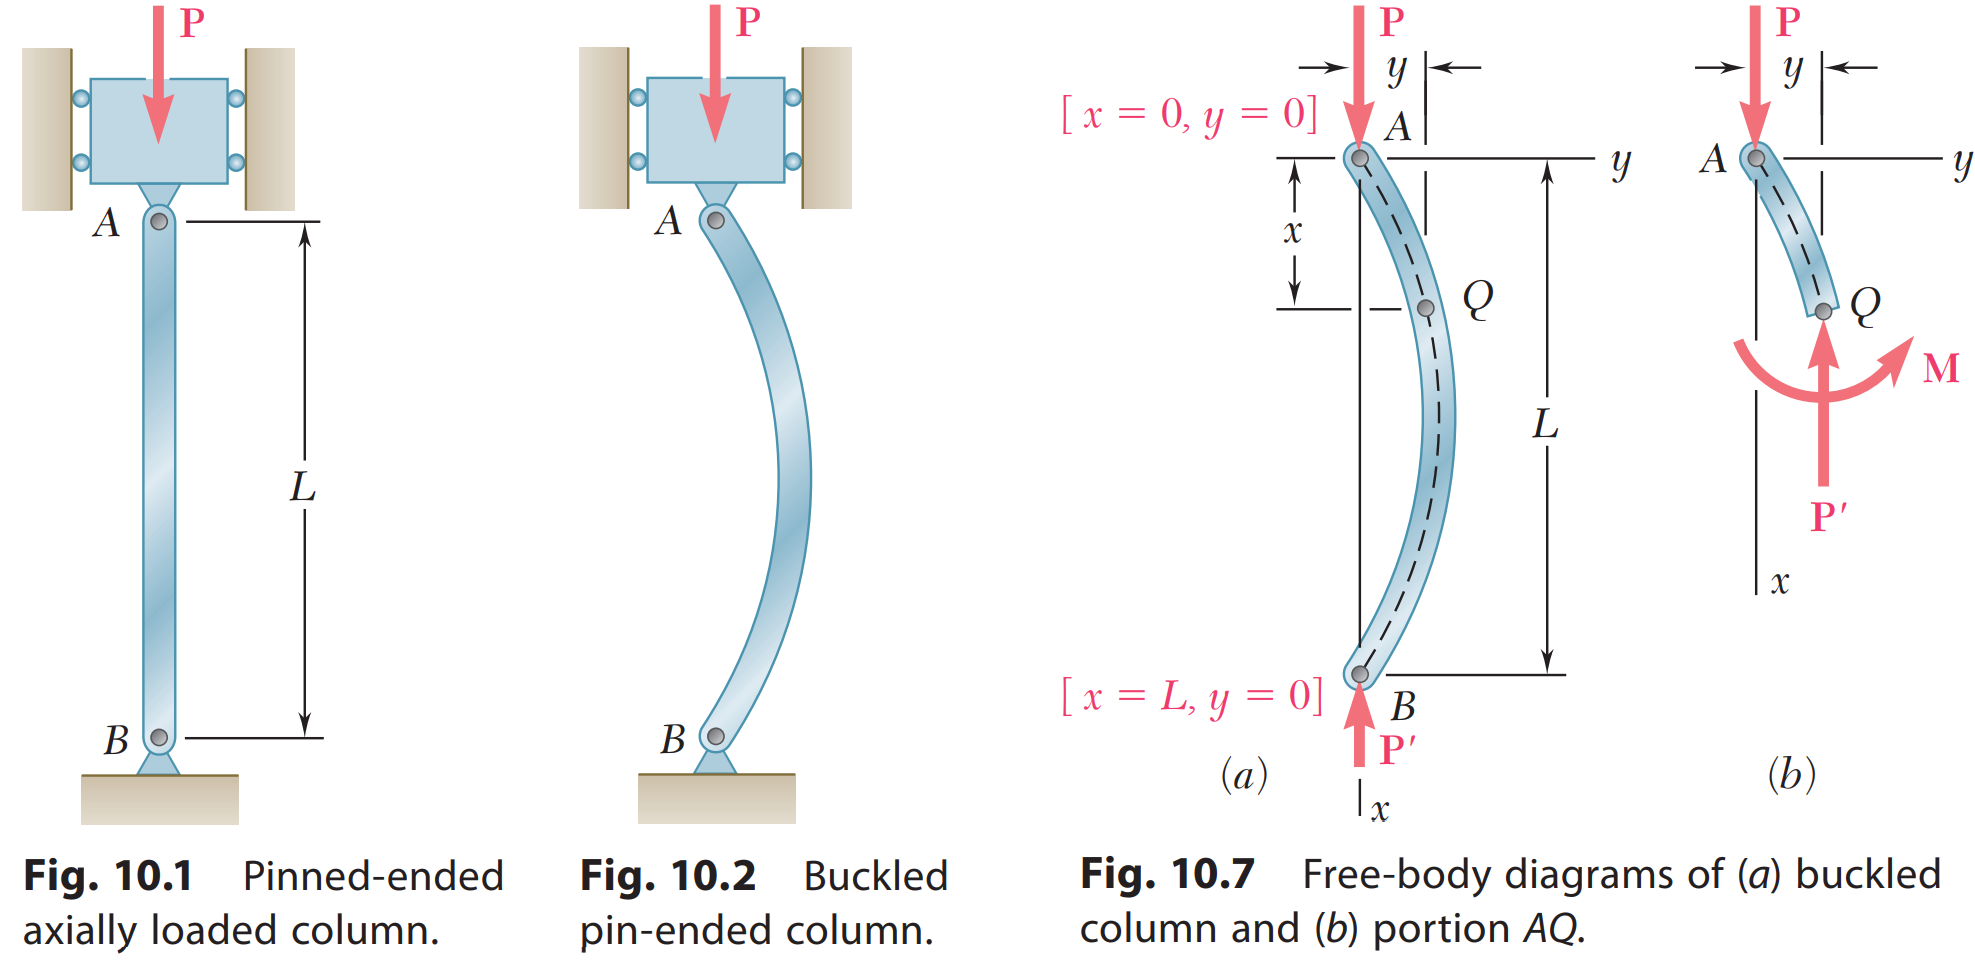 P
A
L
B
Fig. 10.1 Pinned-ended
axially loaded column.
P
A
B
Fig. 10.2 Buckled
pin-ended column.
P
y
[x = 0, y = 0]
A
y
x
Q
L
[x = L, y = 0]
B
P′
(a)
x
P
y
A
y
Q
M
P′
x
(b)
Fig. 10.7 Free-body diagrams of (a) buckled
column and (b) portion AQ.